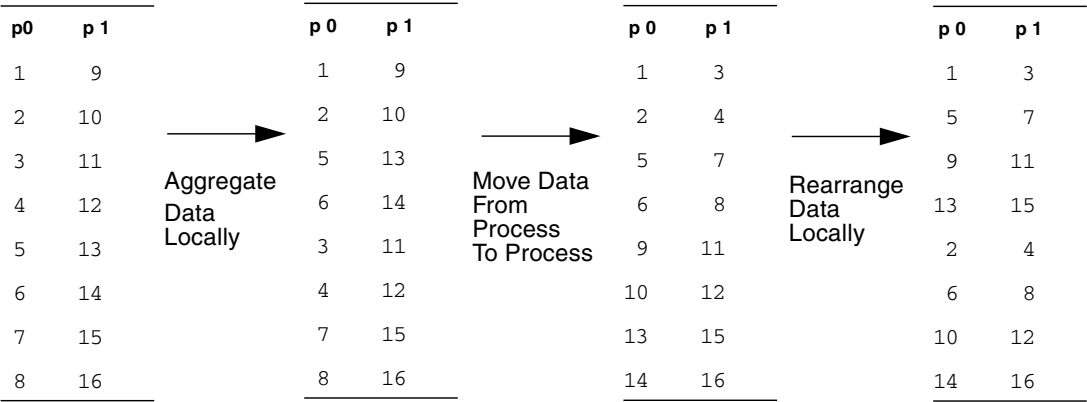 p0 p 1 p 0 p 1 p 0 p 1 p 0 p 1
1 9 1 9 1 3 1 3
2 10 2 10 2 4 5 7
3 11 5 13 5 7 9 11
4 12 6 14 6 8 13 15
5 13 3 11 9 11 2 4
6 14 4 12 10 12 6 8
7 15 7 15 13 15 10 12
8 16 8 16 14 16 14 16
Aggregate
Data
Locally
Move Data
From
Process
To Process
Rearrange
Data
Locally